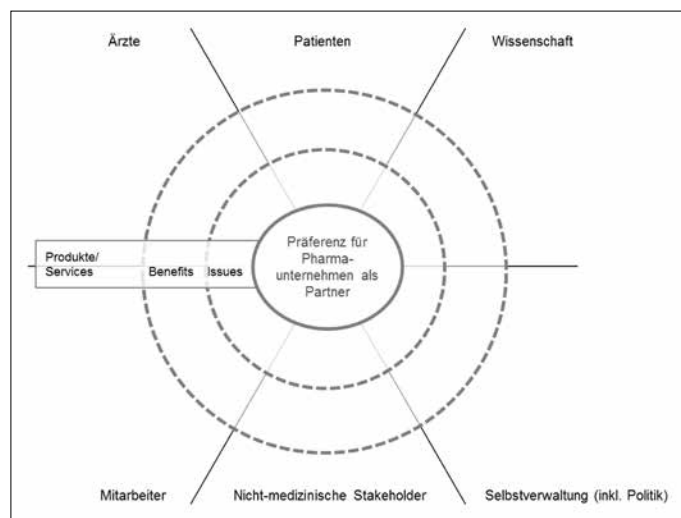 Ärzte
Patienten
Wissenschaft
Präferenz für
Pharma-
unternehmen als
Partner
Produkte/
Services
Benefits
Issues
Mitarbeiter
Nicht-medizinische Stakeholder
Selbstverwaltung (inkl. Politik)